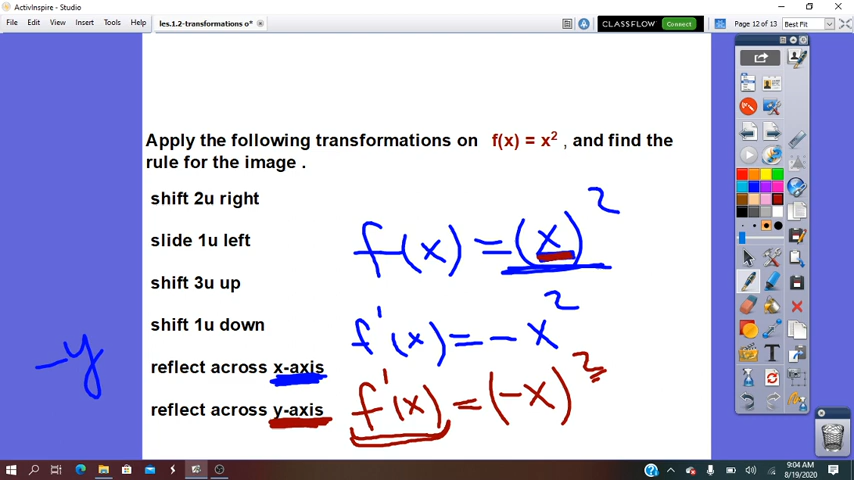 ActivInspire - Studio
File Edit View Insert Tools Help
les.1.2-transformations o*
CLASSFLOW Connect
Page 12 of 13
Best Fit
Apply the following transformations on f(x) = x² , and find the
rule for the image .
shift 2u right
slide 1u left
f(x) = (x)²
shift 3u up
shift 1u down
f'(x) = - x²
-y
reflect across x-axis
reflect across y-axis
f'(x) = (-x)²
9:04 AM
8/19/2020